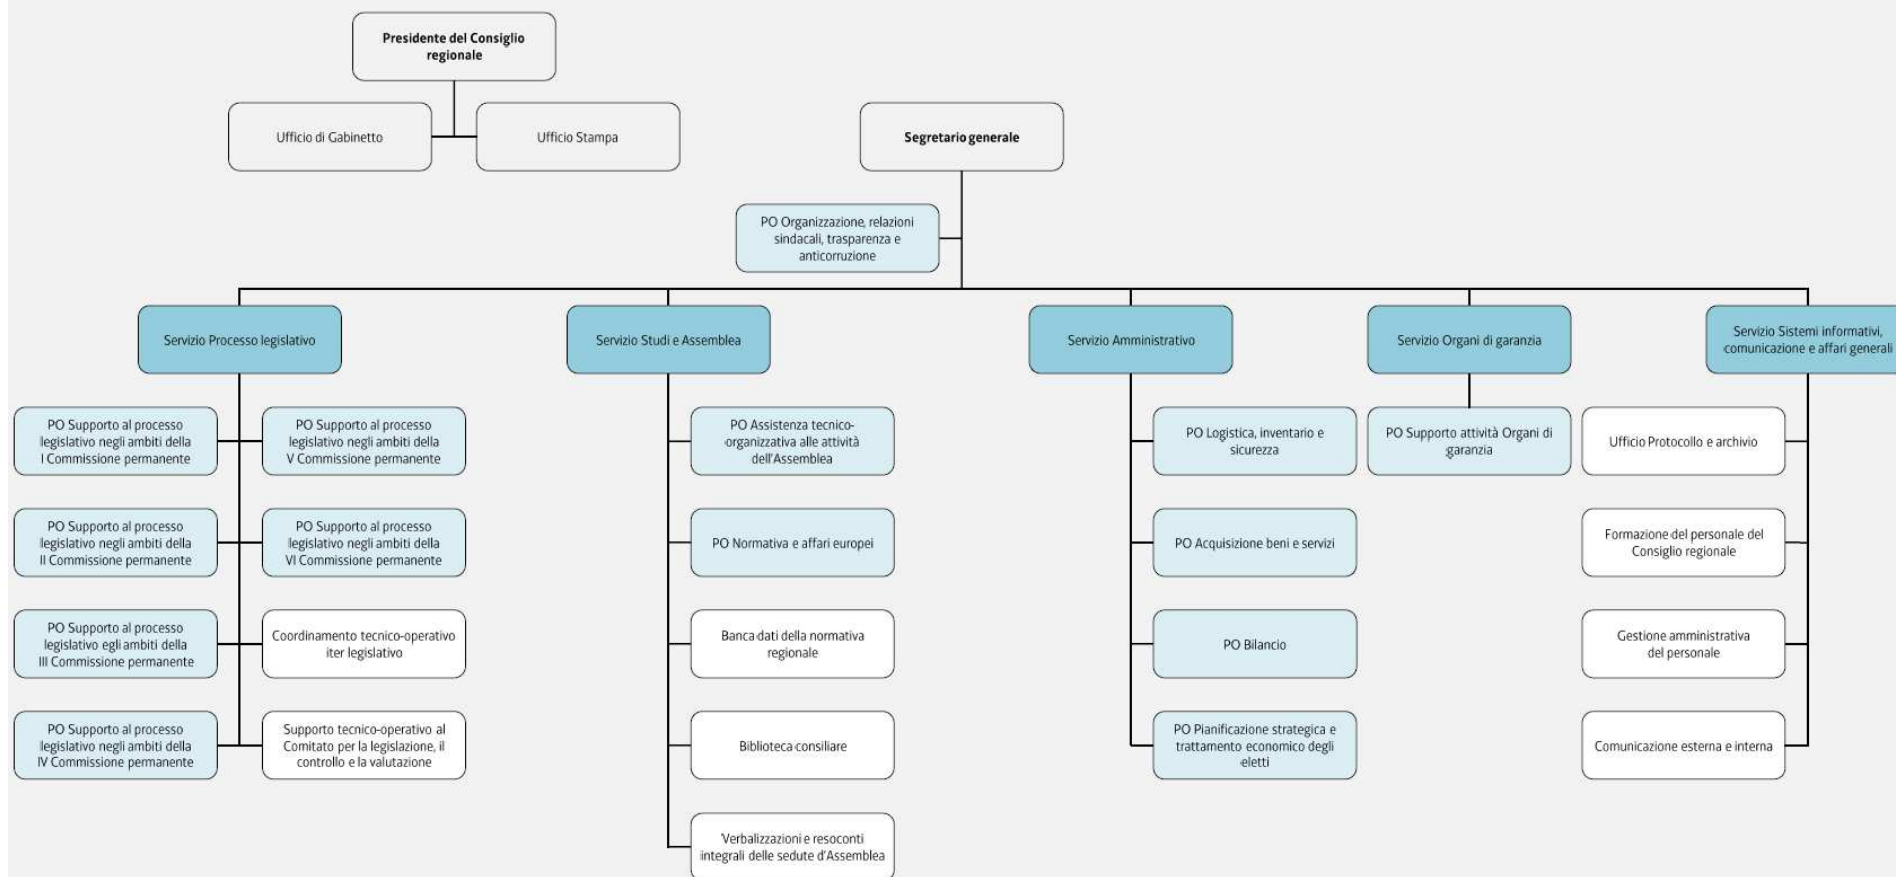 Presidente del Consiglio
regionale
Ufficio di Gabinetto
Ufficio Stampa
Segretario generale
PO Organizzazione, relazioni
sindacali, trasparenza e
anticorruzione
Servizio Processo legislativo
Servizio Studi e Assemblea
Servizio Amministrativo
Servizio Organi di garanzia
Servizio Sistemi informativi,
comunicazione e affari generali
PO Supporto al processo
legislativo negli ambiti della
I Commissione permanente
PO Supporto al processo
legislativo negli ambiti della
V Commissione permanente
PO Supporto al processo
legislativo negli ambiti della
II Commissione permanente
PO Supporto al processo
legislativo negli ambiti della
VI Commissione permanente
PO Supporto al processo
legislativo egli ambiti della
III Commissione permanente
Coordinamento tecnico-operativo
iter legislativo
PO Supporto al processo
legislativo negli ambiti della
IV Commissione permanente
Supporto tecnico-operativo al
Comitato per la legislazione, il
controllo e la valutazione
PO Assistenza tecnico-
organizzativa alle attività
dell'Assemblea
PO Normativa e affari europei
Banca dati della normativa
regionale
Biblioteca consiliare
Verbalizzazioni e resoconti
integrali delle sedute d'Assemblea
PO Logistica, inventario e
sicurezza
PO Acquisizione beni e servizi
PO Bilancio
PO Pianificazione strategica e
trattamento economico degli
eletti
PO Supporto attività Organi di
garanzia
Ufficio Protocollo e archivio
Formazione del personale del
Consiglio regionale
Gestione amministrativa
del personale
Comunicazione esterna e interna